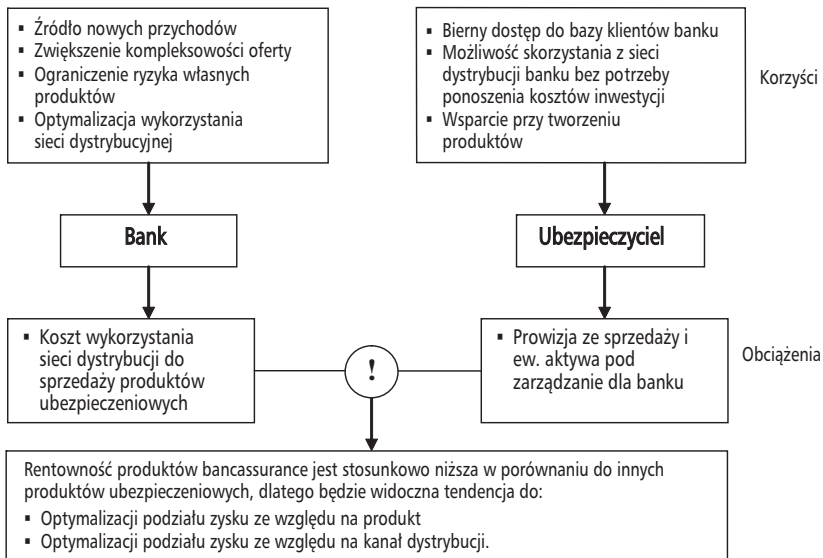 ▪ Źródło nowych przychodów
▪ Zwiększenie kompleksowości oferty
▪ Ograniczenie ryzyka własnych
produktów
▪ Optymalizacja wykorzystania
sieci dystrybucyjnej
▪ Bierny dostęp do bazy klientów banku
▪ Możliwość skorzystania z sieci
dystrybucji banku bez potrzeby
ponoszenia kosztów inwestycji
▪ Wsparcie przy tworzeniu
produktów
Korzyści
Bank
Ubezpieczyciel
▪ Koszt wykorzystania
sieci dystrybucji do
sprzedaży produktów
ubezpieczeniowych
!
▪ Prowizja ze sprzedaży i
ew. aktywa pod
zarządzanie dla banku
Obciążenia
Rentowność produktów bancassurance jest stosunkowo niższa w porównaniu do innych
produktów ubezpieczeniowych, dlatego będzie widoczna tendencja do:
▪ Optymalizacji podziału zysku ze względu na produkt
▪ Optymalizacji podziału zysku ze względu na kanał dystrybucji.